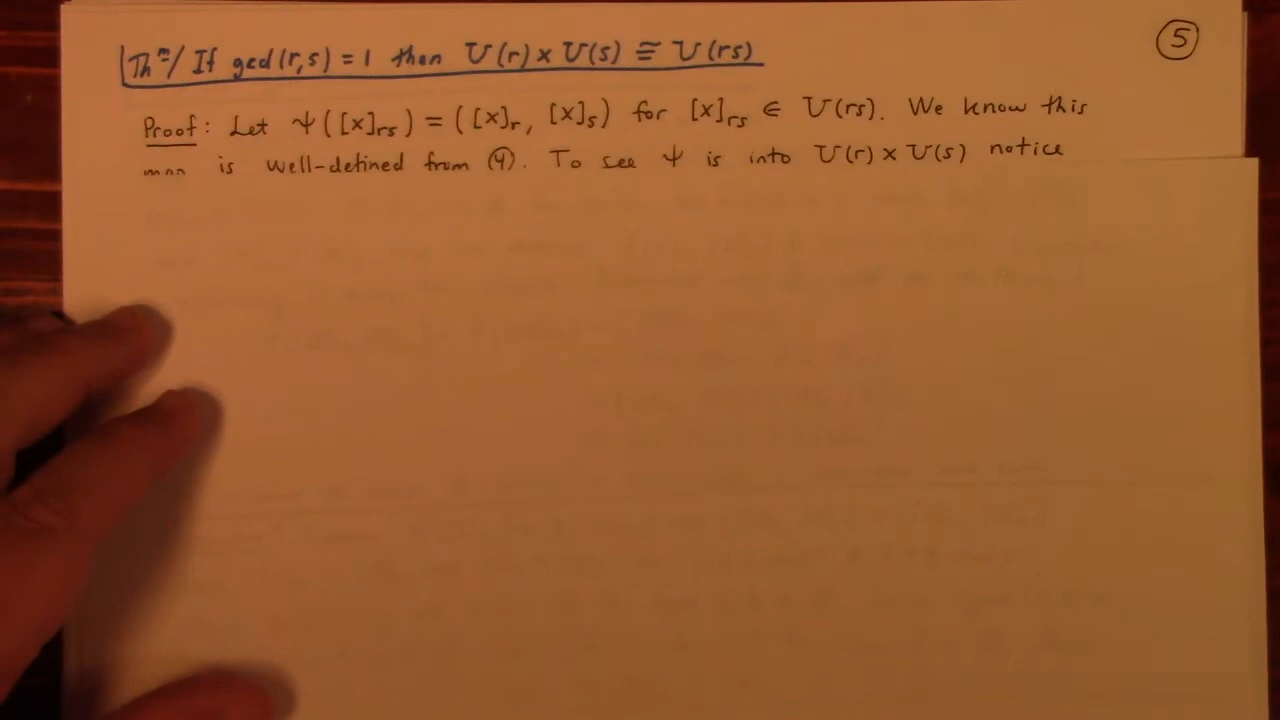 5
Thm/ If gcd(r,s) = 1 then U(r) × U(s) ≅ U(rs)
Proof: Let ψ([x]rs) = ([x]r, [x]s) for [x]rs ∈ U(rs). We know this
is well-defined from 4. To see ψ is into U(r) × U(s) notice